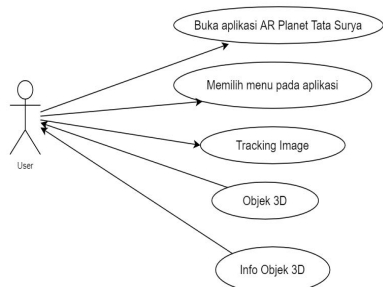 Buka aplikasi AR Planet Tata Surya
Memilih menu pada aplikasi
Tracking Image
User
Objek 3D
Info Objek 3D